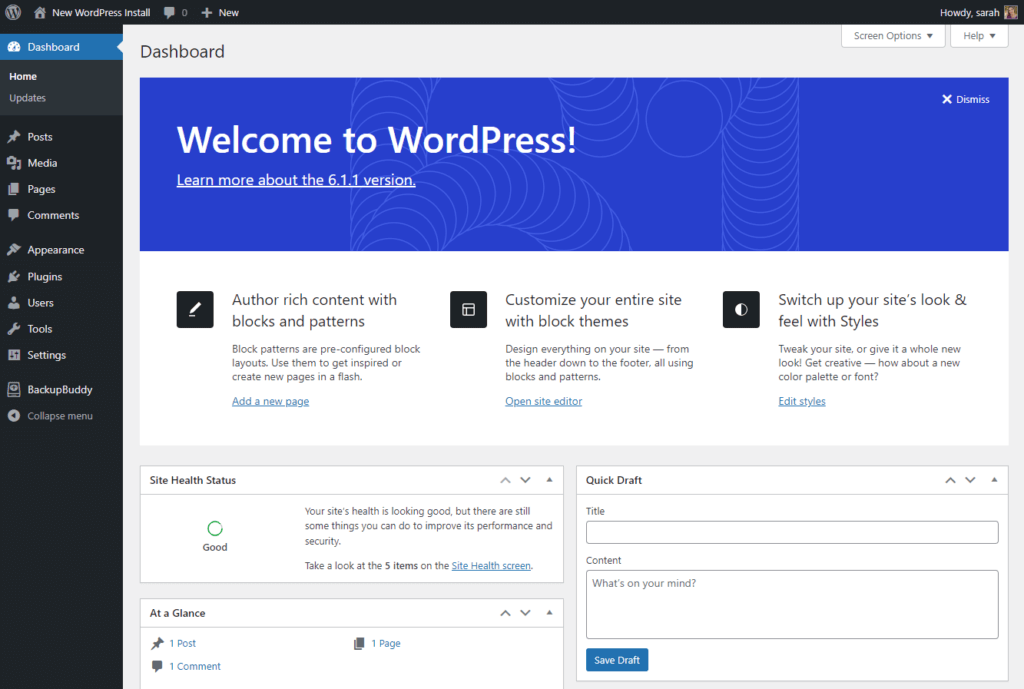 New WordPress Install 0 New Howdy, sarah
Dashboard
Home
Updates
Posts
Media
Pages
Comments
Appearance
Plugins
Users
Tools
Settings
BackupBuddy
Collapse menu
Screen Options Help
Dashboard
Dismiss
Welcome to WordPress!
Learn more about the 6.1.1 version.
Author rich content with
blocks and patterns
Block patterns are pre-configured block
layouts. Use them to get inspired or
create new pages in a flash.
Add a new page
Customize your entire site
with block themes
Design everything on your site — from
the header down to the footer, all using
blocks and patterns.
Open site editor
Switch up your site’s look &
feel with Styles
Tweak your site, or give it a whole new
look! Get creative — how about a new
color palette or font?
Edit styles
Site Health Status
Good
Your site’s health is looking good, but there are still
some things you can do to improve its performance and
security.
Take a look at the 5 items on the Site Health screen.
At a Glance
1 Post
1 Page
1 Comment
Quick Draft
Title
Content
What’s on your mind?
Save Draft